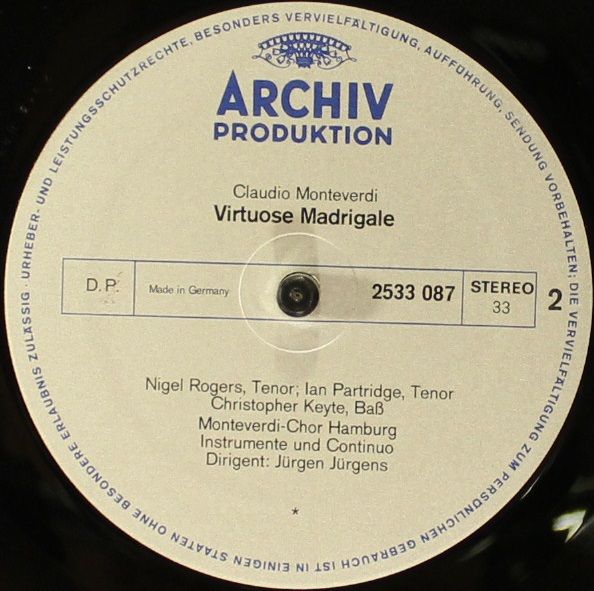 ARCHIV
PRODUKTION
Claudio Monteverdi
Virtuose Madrigale
D.P.
Made in Germany
2533 087
STEREO
33
2
Nigel Rogers, Tenor; Ian Partridge, Tenor
Christopher Keyte, Baß
Monteverdi-Chor Hamburg
Instrumente und Continuo
Dirigent: Jürgen Jürgens
*
URHEBER- UND LEISTUNGSSCHUTZRECHTE, BESONDERS VERVIELFÄLTIGUNG, AUFFÜHRUNG, SENDUNG VORBEHALTEN; DIE VERVIELFÄLTIGUNG ZUM PERSÖNLICHEN GEBRAUCH IST IN EINIGEN STAATEN OHNE BESONDERE ERLAUBNIS ZULÄSSIG ·